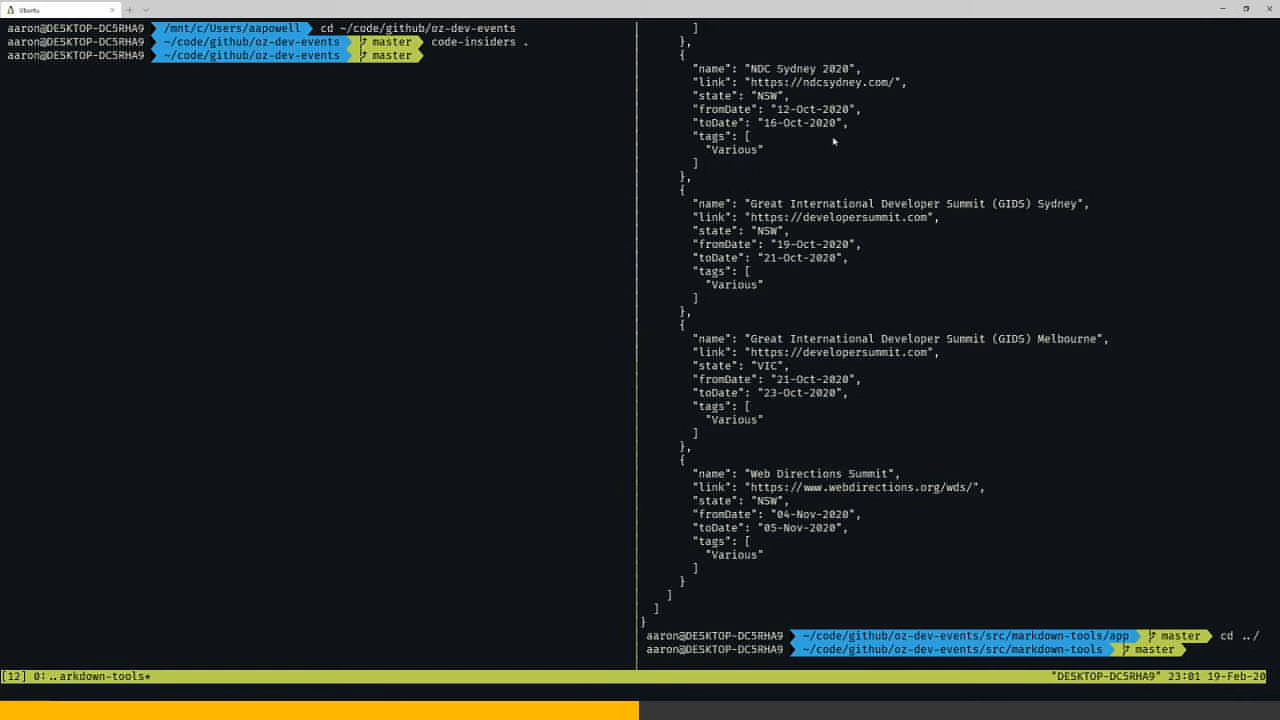 Ubuntu
aaron@DESKTOP-DC5RHA9 /mnt/c/Users/aapowell cd ~/code/github/oz-dev-events
aaron@DESKTOP-DC5RHA9 ~/code/github/oz-dev-events master code-insiders .
aaron@DESKTOP-DC5RHA9 ~/code/github/oz-dev-events master
]
},
{
"name": "NDC Sydney 2020",
"link": "https://ndcsydney.com/",
"state": "NSW",
"fromDate": "12-Oct-2020",
"toDate": "16-Oct-2020",
"tags": [
"Various"
]
},
{
"name": "Great International Developer Summit (GIDS) Sydney",
"link": "https://developersummit.com",
"state": "NSW",
"fromDate": "19-Oct-2020",
"toDate": "21-Oct-2020",
"tags": [
"Various"
]
},
{
"name": "Great International Developer Summit (GIDS) Melbourne",
"link": "https://developersummit.com",
"state": "VIC",
"fromDate": "21-Oct-2020",
"toDate": "23-Oct-2020",
"tags": [
"Various"
]
},
{
"name": "Web Directions Summit",
"link": "https://www.webdirections.org/wds/",
"state": "NSW",
"fromDate": "04-Nov-2020",
"toDate": "05-Nov-2020",
"tags": [
"Various"
]
}
]
]
}
aaron@DESKTOP-DC5RHA9 ~/code/github/oz-dev-events/src/markdown-tools/app master cd ../
aaron@DESKTOP-DC5RHA9 ~/code/github/oz-dev-events/src/markdown-tools master
[12] 0:..arkdown-tools* "DESKTOP-DC5RHA9" 23:01 19-Feb-20